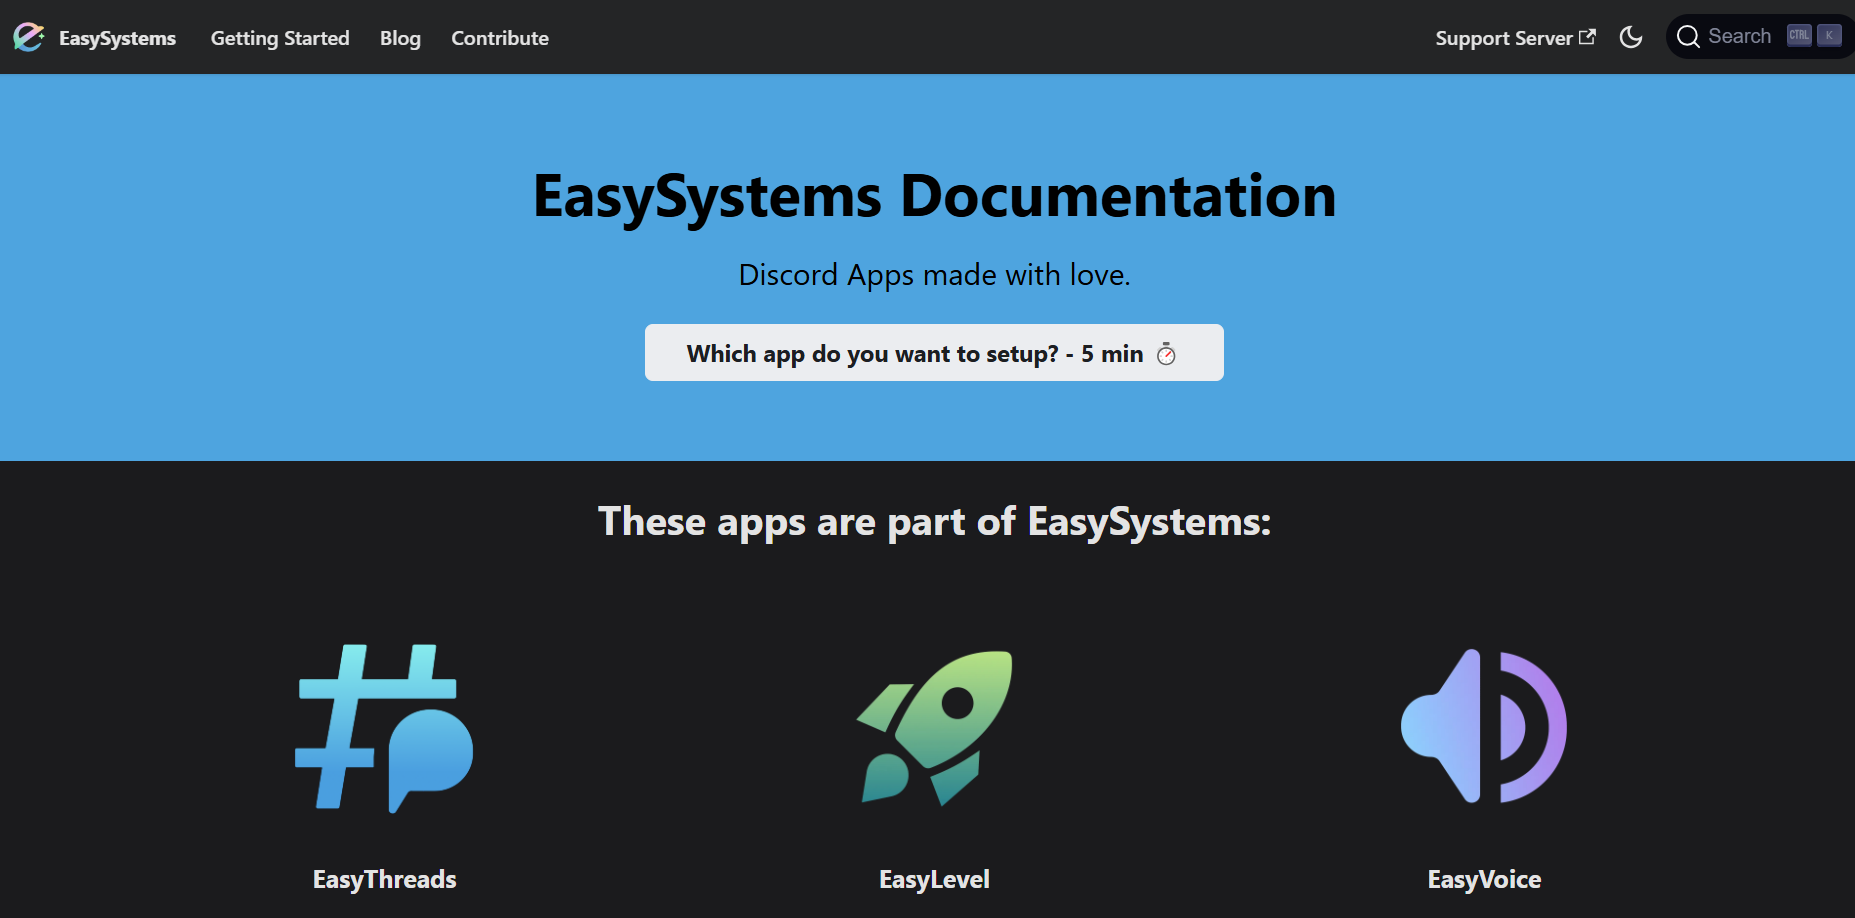 EasySystems Getting Started Blog Contribute Support Server Search CTRL K
EasySystems Documentation
Discord Apps made with love.
Which app do you want to setup? - 5 min ⏱️
These apps are part of EasySystems:
EasyThreads EasyLevel EasyVoice